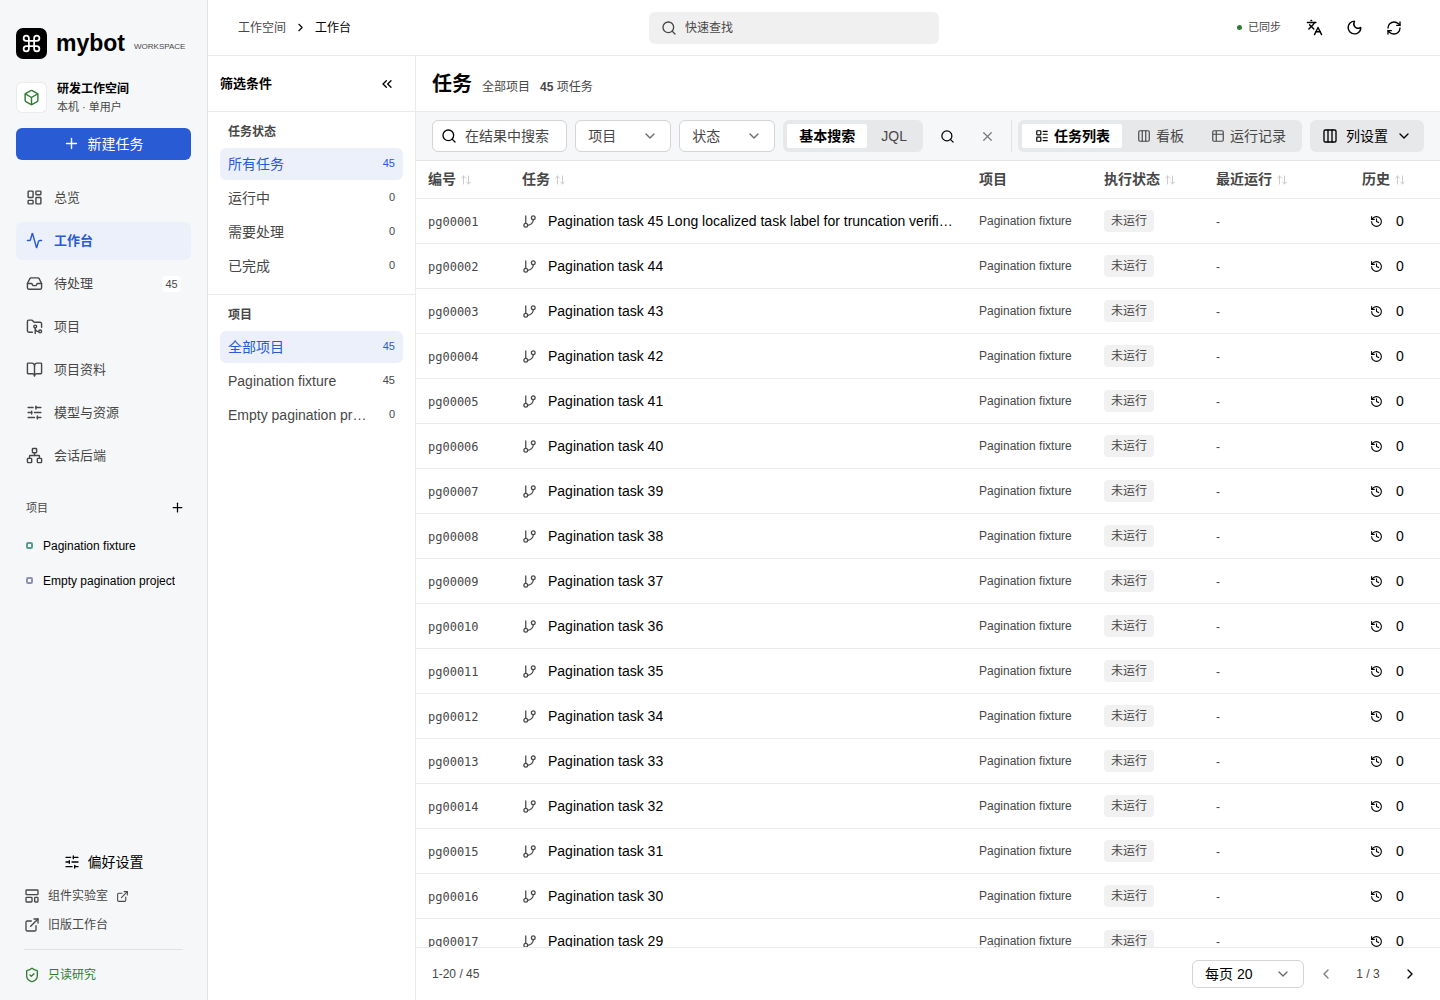 mybot WORKSPACE
研发工作空间
本机 · 单用户
新建任务
总览
工作台
待处理 45
项目
项目资料
模型与资源
会话后端
项目
Pagination fixture
Empty pagination project
偏好设置
组件实验室
旧版工作台
只读研究
工作空间 > 工作台
快速查找
已同步
筛选条件
任务状态
所有任务 45
运行中 0
需要处理 0
已完成 0
项目
全部项目 45
Pagination fixture 45
Empty pagination pr… 0
任务 全部项目 45 项任务
在结果中搜索 项目 状态 基本搜索 JQL 任务列表 看板 运行记录 列设置
编号 任务 项目 执行状态 最近运行 历史
pg00001 Pagination task 45 Long localized task label for truncation verifi… Pagination fixture 未运行 - 0
pg00002 Pagination task 44 Pagination fixture 未运行 - 0
pg00003 Pagination task 43 Pagination fixture 未运行 - 0
pg00004 Pagination task 42 Pagination fixture 未运行 - 0
pg00005 Pagination task 41 Pagination fixture 未运行 - 0
pg00006 Pagination task 40 Pagination fixture 未运行 - 0
pg00007 Pagination task 39 Pagination fixture 未运行 - 0
pg00008 Pagination task 38 Pagination fixture 未运行 - 0
pg00009 Pagination task 37 Pagination fixture 未运行 - 0
pg00010 Pagination task 36 Pagination fixture 未运行 - 0
pg00011 Pagination task 35 Pagination fixture 未运行 - 0
pg00012 Pagination task 34 Pagination fixture 未运行 - 0
pg00013 Pagination task 33 Pagination fixture 未运行 - 0
pg00014 Pagination task 32 Pagination fixture 未运行 - 0
pg00015 Pagination task 31 Pagination fixture 未运行 - 0
pg00016 Pagination task 30 Pagination fixture 未运行 - 0
pg00017 Pagination task 29 Pagination fixture 未运行 - 0
1-20 / 45 每页 20 1 / 3